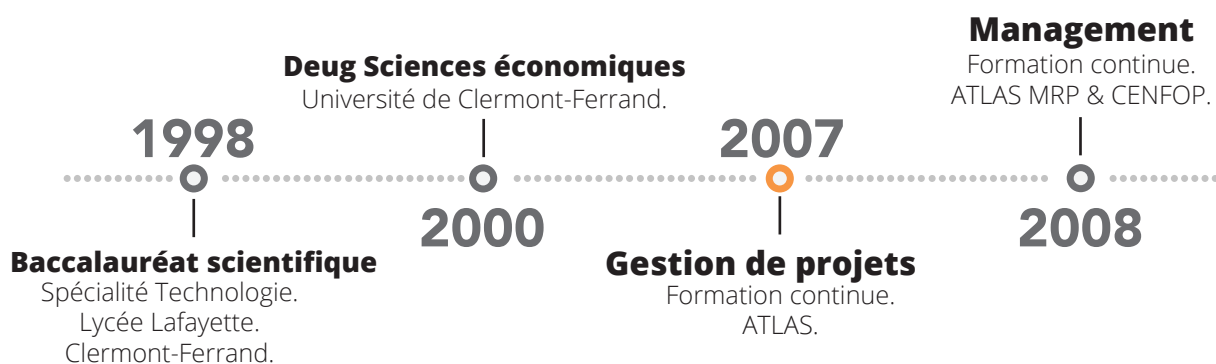 1998
Baccalauréat scientifique
Spécialité Technologie.
Lycée Lafayette.
Clermont-Ferrand.
Deug Sciences économiques
Université de Clermont-Ferrand.
2000
2007
Gestion de projets
Formation continue.
ATLAS.
Management
Formation continue.
ATLAS MRP & CENFOP.
2008